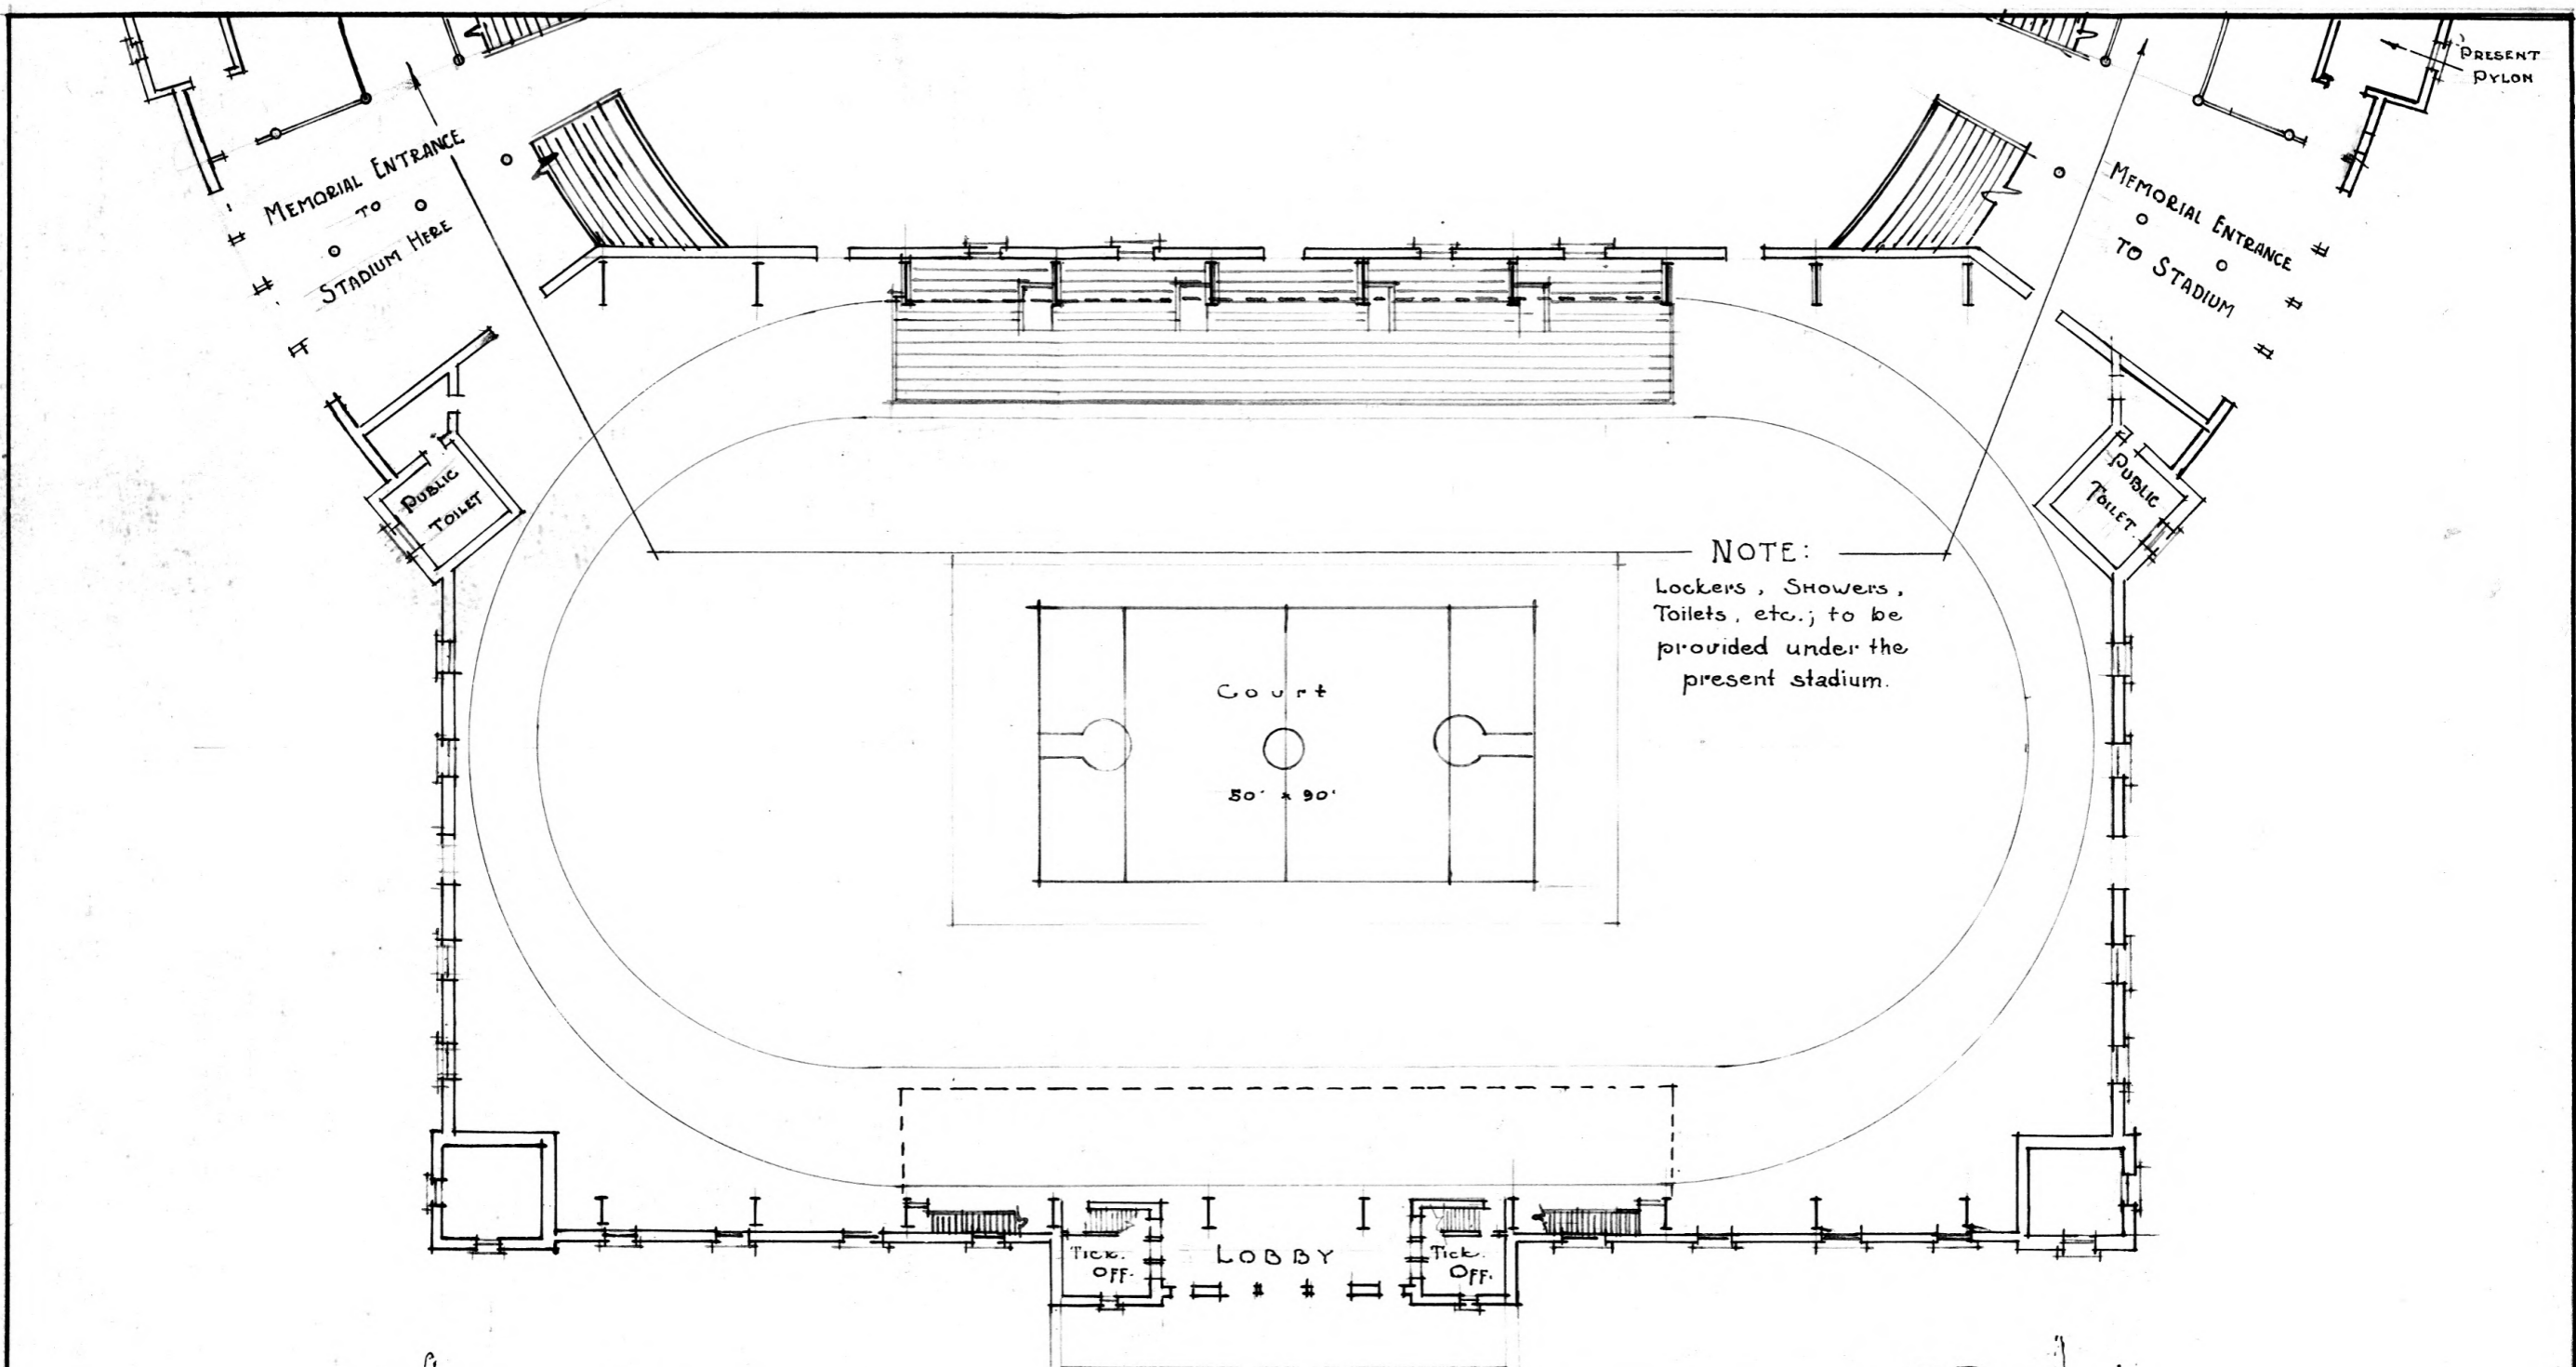 PRESENT
PYLON
MEMORIAL ENTRANCE
TO
STADIUM HERE
MEMORIAL ENTRANCE
TO STADIUM
PUBLIC
TOILET
PUBLIC
TOILET
NOTE:
Lockers, Showers,
Toilets, etc.; to be
provided under the
present stadium.
Court
50' x 90'
TICK.
OFF.
LOBBY
Tick.
OFF.